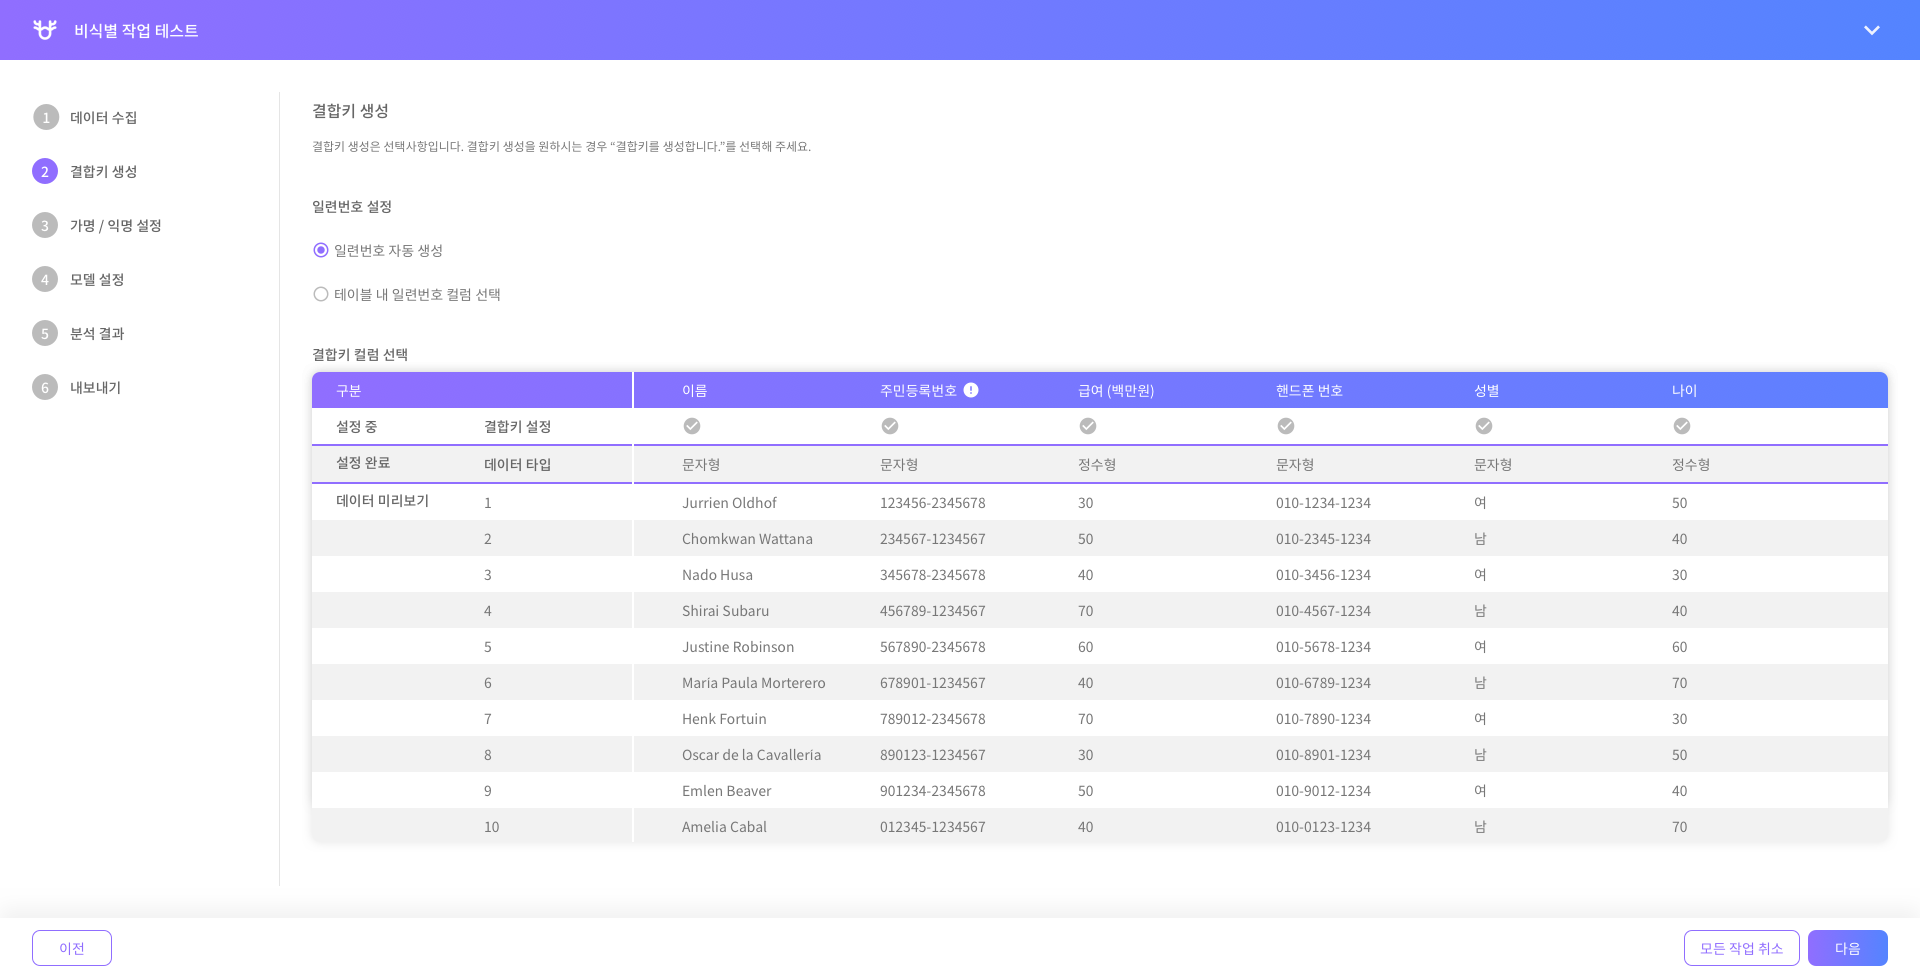 비식별 작업 테스트
1 데이터 수집
2 결합키 생성
3 가명 / 익명 설정
4 모델 설정
5 분석 결과
6 내보내기
결합키 생성
결합키 생성은 선택사항입니다. 결합키 생성을 원하시는 경우 “결합키를 생성합니다.”를 선택해 주세요.
일련번호 설정
일련번호 자동 생성
테이블 내 일련번호 컬럼 선택
결합키 컬럼 선택
구분 이름 주민등록번호 급여 (백만원) 핸드폰 번호 성별 나이
설정 중 결합키 설정
설정 완료 데이터 타입 문자형 문자형 정수형 문자형 문자형 정수형
데이터 미리보기 1 Jurrien Oldhof 123456-2345678 30 010-1234-1234 여 50
2 Chomkwan Wattana 234567-1234567 50 010-2345-1234 남 40
3 Nado Husa 345678-2345678 40 010-3456-1234 여 30
4 Shirai Subaru 456789-1234567 70 010-4567-1234 남 40
5 Justine Robinson 567890-2345678 60 010-5678-1234 여 60
6 María Paula Morterero 678901-1234567 40 010-6789-1234 남 70
7 Henk Fortuin 789012-2345678 70 010-7890-1234 여 30
8 Oscar de la Cavallería 890123-1234567 30 010-8901-1234 남 50
9 Emlen Beaver 901234-2345678 50 010-9012-1234 여 40
10 Amelia Cabal 012345-1234567 40 010-0123-1234 남 70
이전 모든 작업 취소 다음